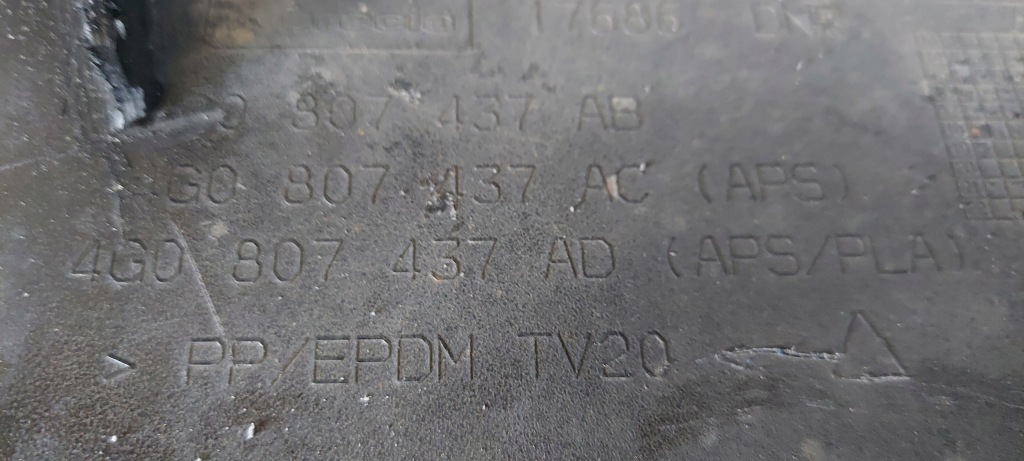 17686
807 437 AB
4G0 807 437 AC (APS)
4G0 807 437 AD (APS/PLA)
> PP/EPDM TV20 <